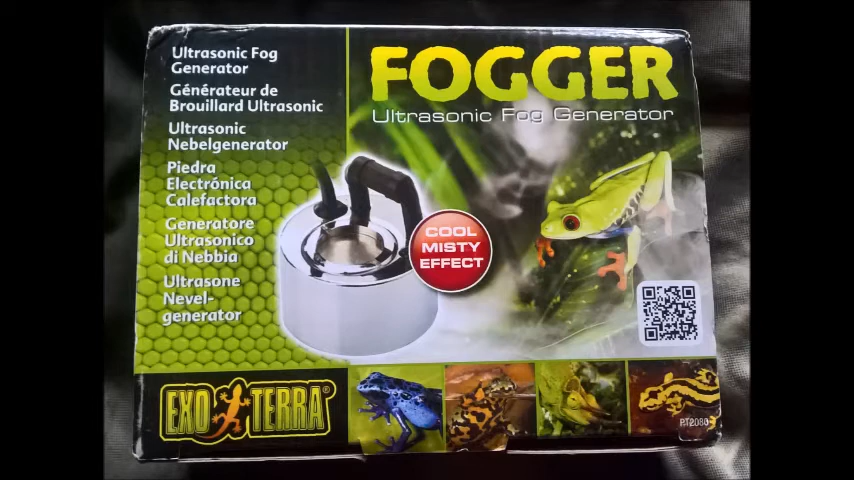 Ultrasonic Fog
Generator
Générateur de
Brouillard Ultrasonic
Ultrasonic
Nebelgenerator
Piedra
Electrónica
Calefactora
Generatore
Ultrasonico
di Nebbia
Ultrasone
Nevel-
generator
FOGGER
Ultrasonic Fog Generator
COOL
MISTY
EFFECT
EXO TERRA®
PT2080